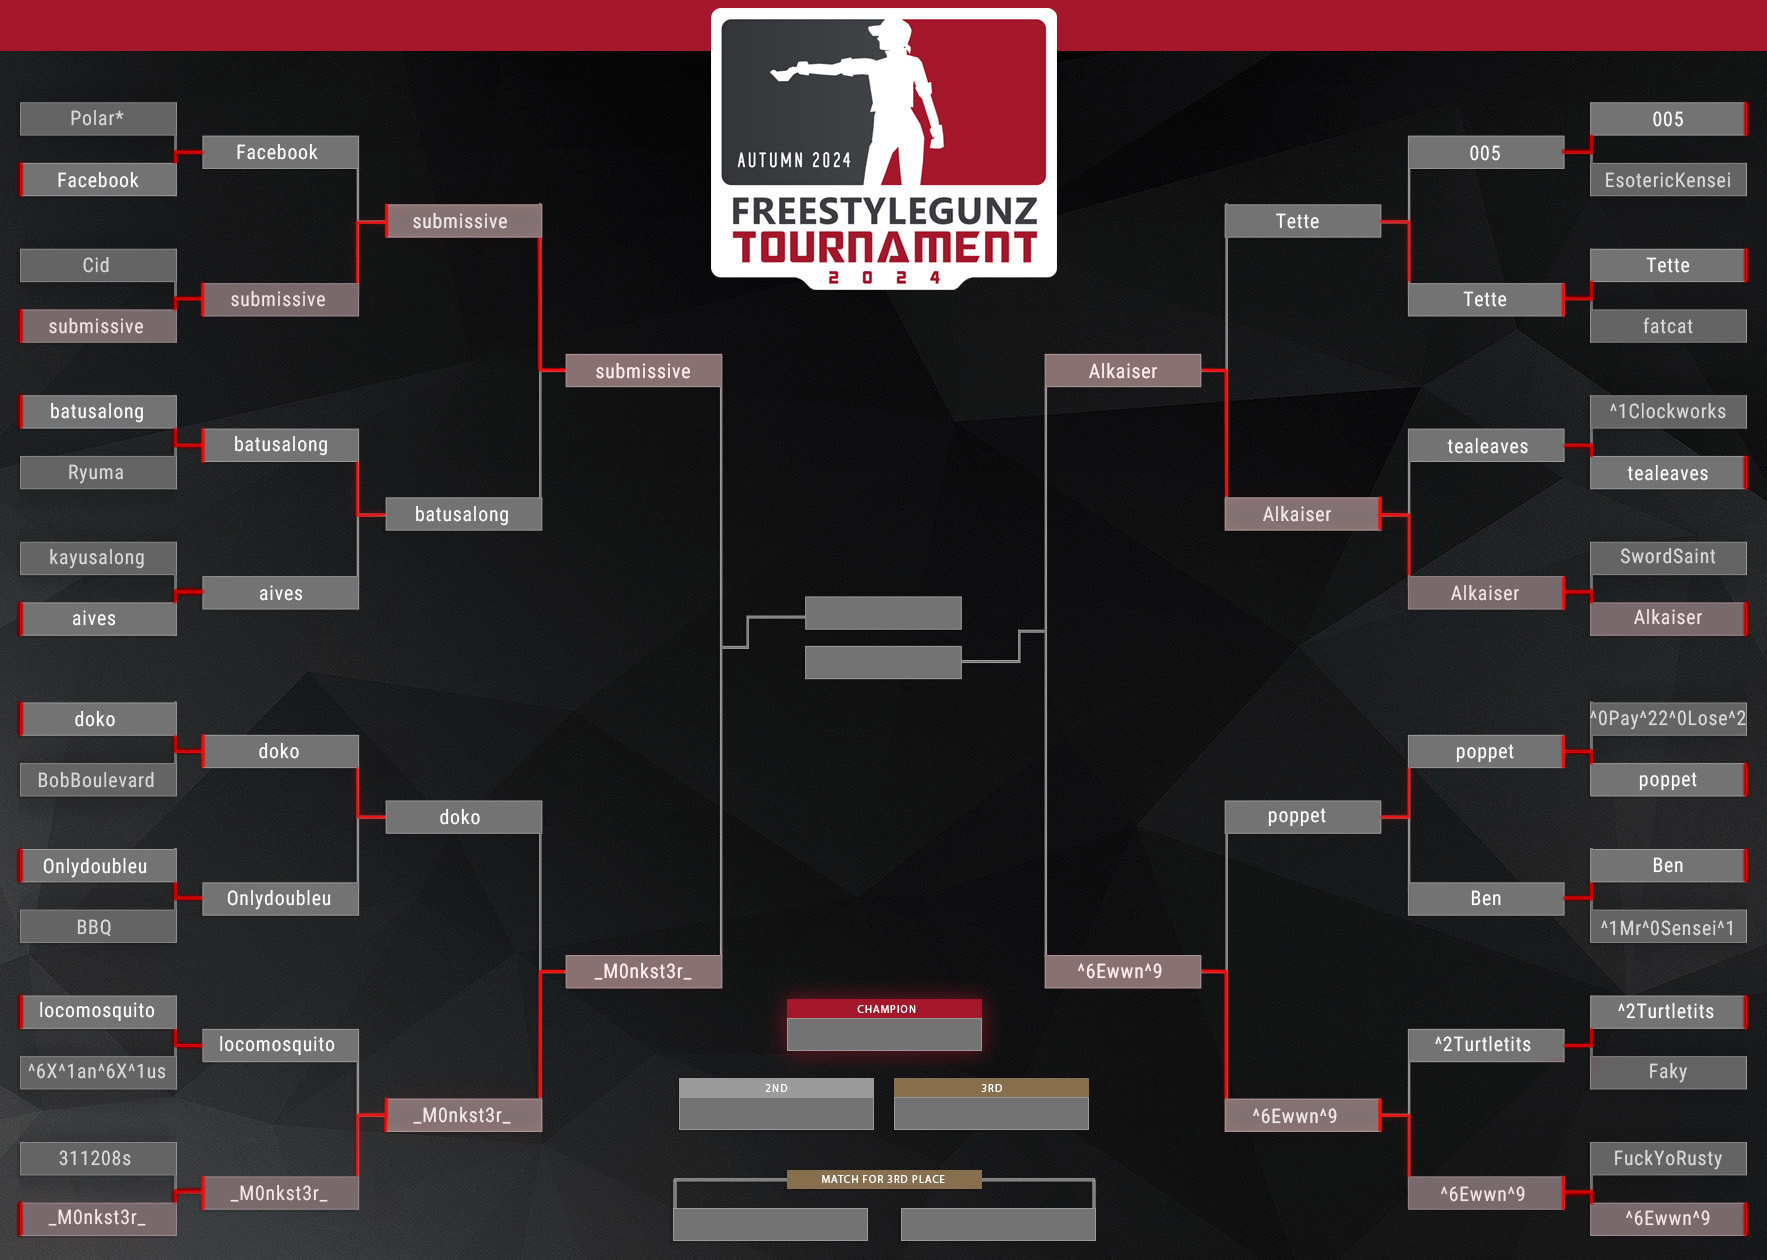 AUTUMN 2024
FREESTYLEGUNZ
TOURNAMENT
2024
Polar*
Facebook
Cid
submissive
batusalong
Ryuma
kayusalong
aives
doko
BobBoulevard
Onlydoubleu
BBQ
locomosquito
^6X^1an^6X^1us
311208s
_M0nkst3r_
Facebook
submissive
batusalong
aives
doko
Onlydoubleu
locomosquito
_M0nkst3r_
submissive
batusalong
doko
_M0nkst3r_
submissive
_M0nkst3r_
Alkaiser
^6Ewwn^9
Tette
Alkaiser
poppet
^6Ewwn^9
005
Tette
tealeaves
Alkaiser
poppet
Ben
^2Turtletits
^6Ewwn^9
005
EsotericKensei
Tette
fatcat
^1Clockworks
tealeaves
SwordSaint
Alkaiser
^0Pay^22^0Lose^2
poppet
Ben
^1Mr^0Sensei^1
^2Turtletits
Faky
FuckYoRusty
^6Ewwn^9
CHAMPION
2ND
3RD
MATCH FOR 3RD PLACE